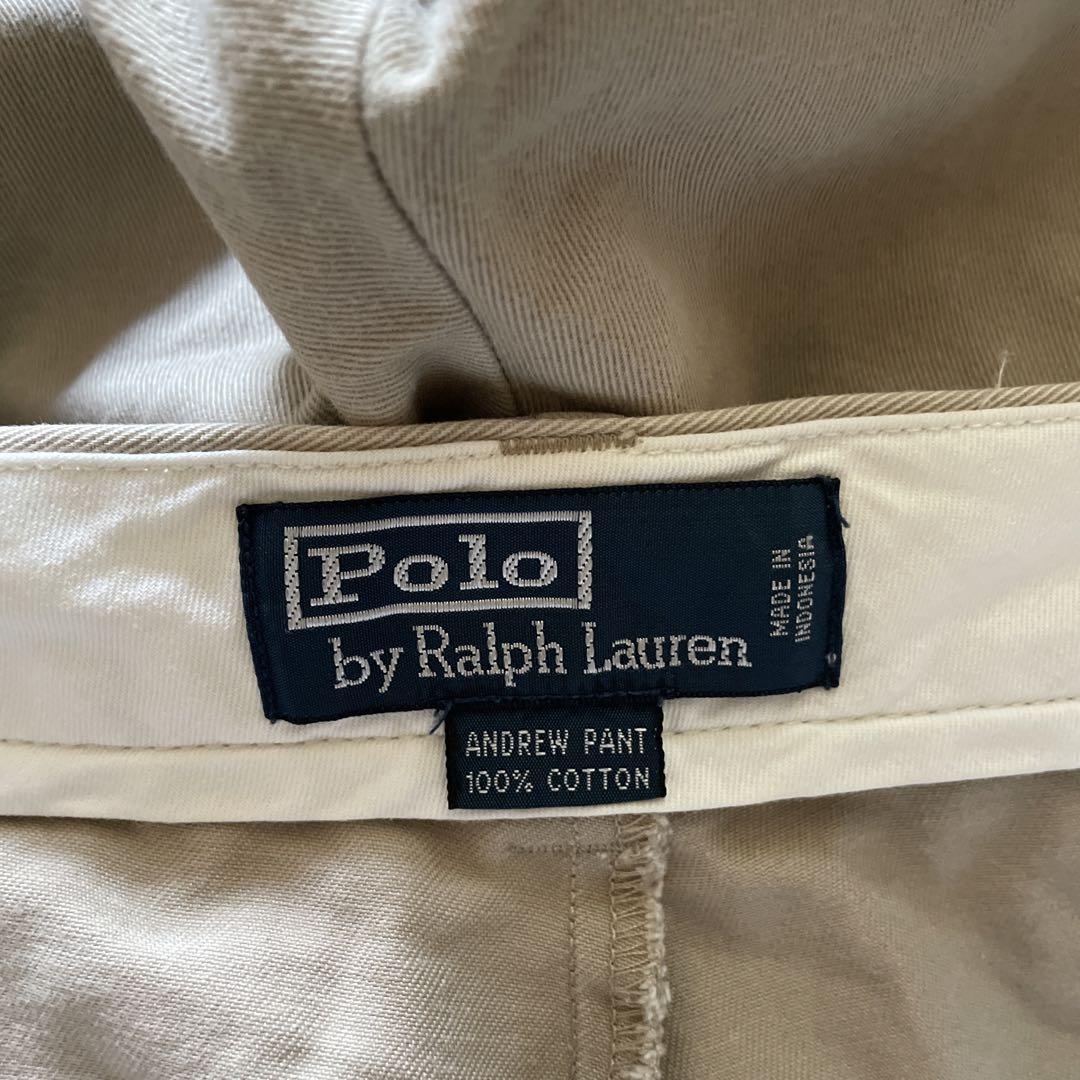 Polo
by Ralph Lauren
MADE IN
INDONESIA
ANDREW PANT
100% COTTON